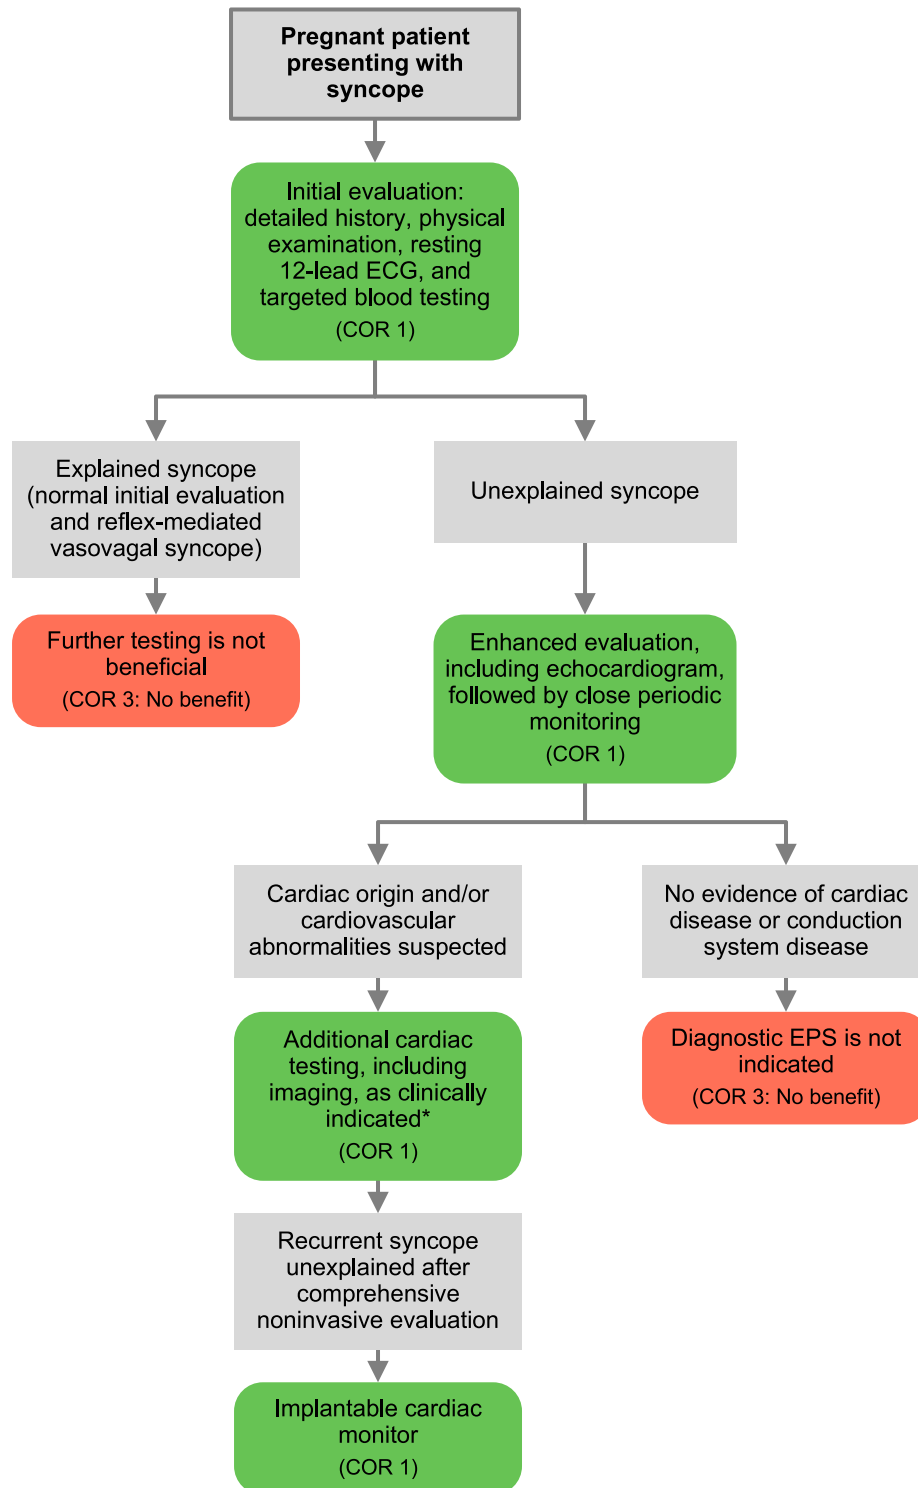 Pregnant patient
presenting with
syncope
Initial evaluation:
detailed history, physical
examination, resting
12-lead ECG, and
targeted blood testing
(COR 1)
Explained syncope
(normal initial evaluation
and reflex-mediated
vasovagal syncope)
Unexplained syncope
Further testing is not
beneficial
(COR 3: No benefit)
Enhanced evaluation,
including echocardiogram,
followed by close periodic
monitoring
(COR 1)
Cardiac origin and/or
cardiovascular
abnormalities suspected
No evidence of cardiac
disease or conduction
system disease
Additional cardiac
testing, including
imaging, as clinically
indicated*
(COR 1)
Diagnostic EPS is not
indicated
(COR 3: No benefit)
Recurrent syncope
unexplained after
comprehensive
noninvasive evaluation
Implantable cardiac
monitor
(COR 1)